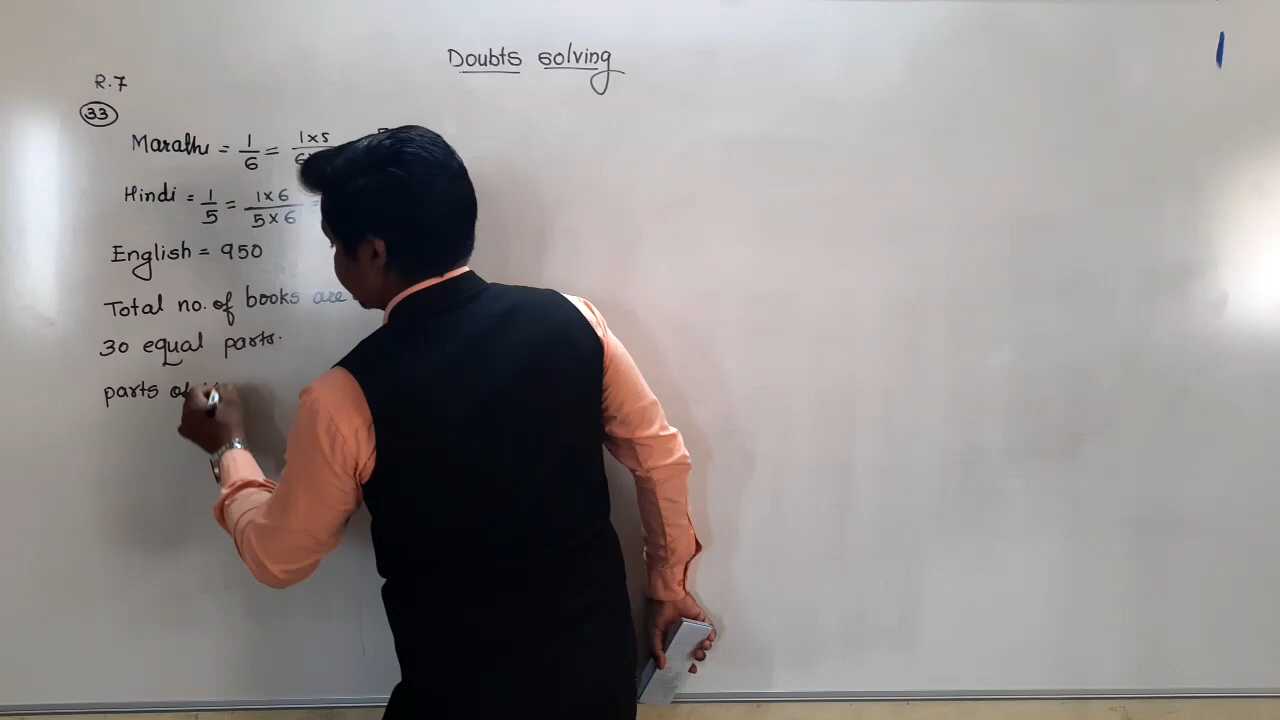 Doubts solving
R.7
33
Marathi = 1/6 = 1×5
Hindi = 1/5 = 1×6/5×6 =
English = 950
Total no. of books are
30 equal parts.
parts of